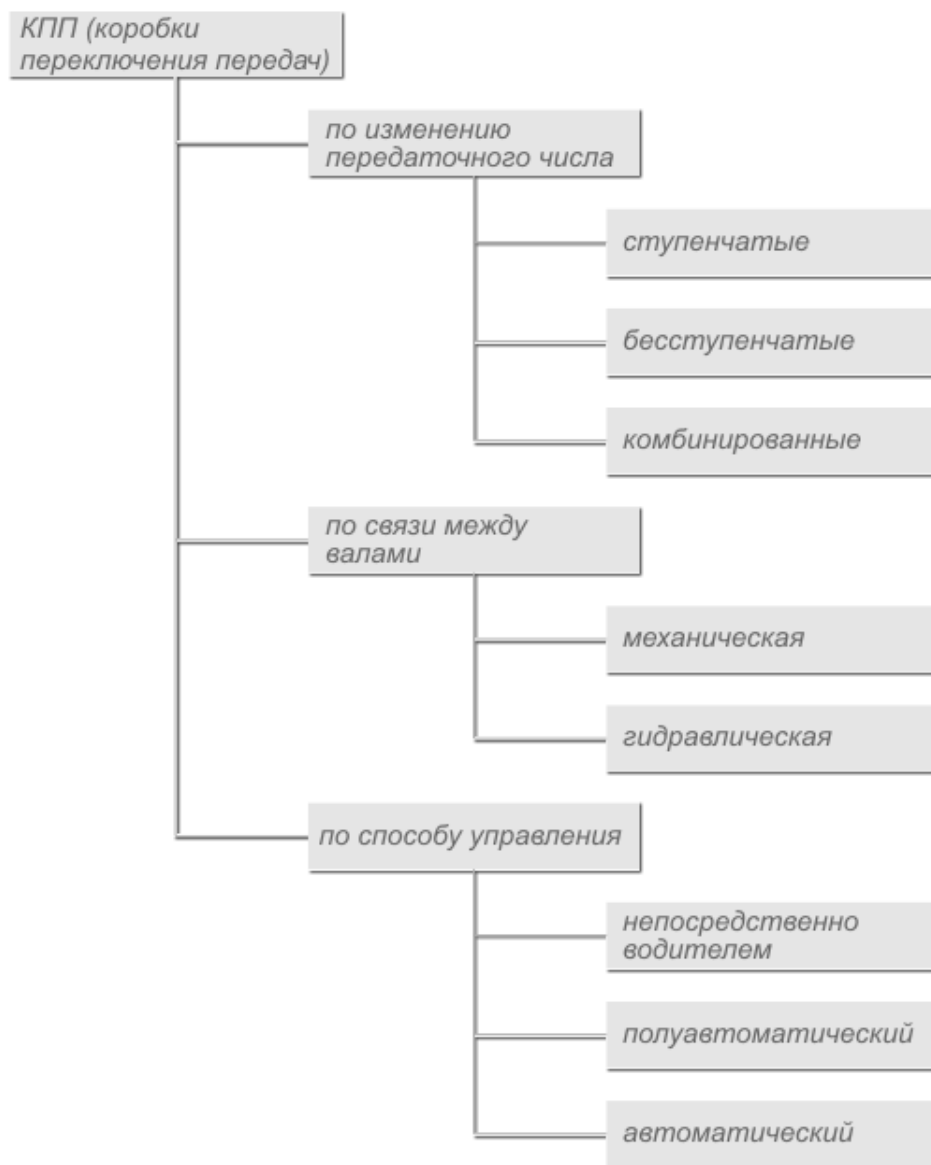 КПП (коробки
переключения передач)
по изменению
передаточного числа
ступенчатые
бесступенчатые
комбинированные
по связи между
валами
механическая
гидравлическая
по способу управления
непосредственно
водителем
полуавтоматический
автоматический